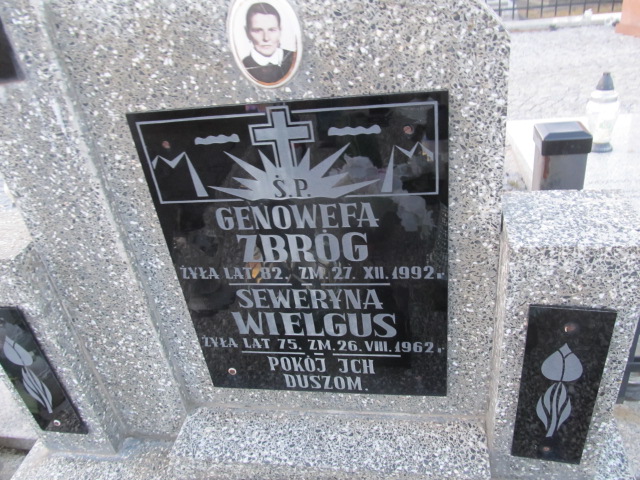 Ś.P.
GENOWEFA
ZBRÓG
ŻYŁA LAT 82. ZM. 27. XII. 1992 r.
SEWERYNA
WIELGUS
ŻYŁA LAT 75. ZM. 26. VIII. 1962 r.
POKÓJ JCH
DUSZOM.